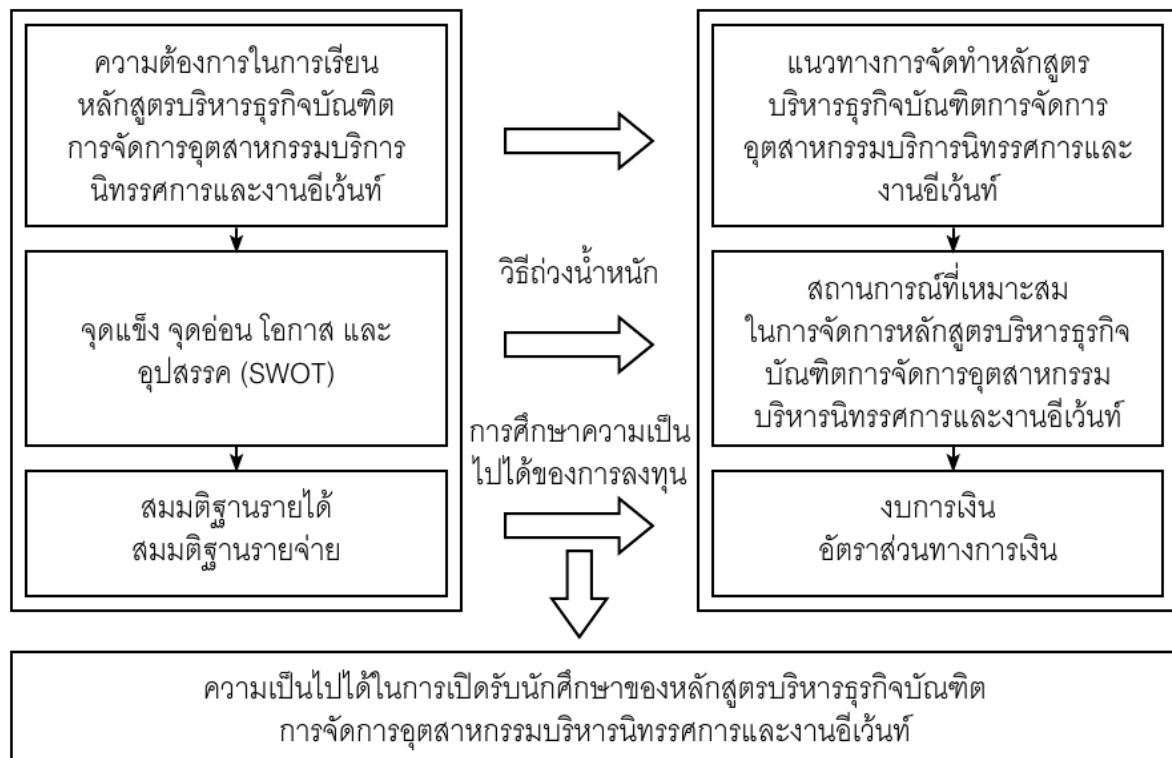 ความต้องการในการเรียน
หลักสูตรบริหารธุรกิจบัณฑิต
การจัดการอุตสาหกรรมบริการ
นิทรรศการและงานอีเว้นท์
แนวทางการจัดทำหลักสูตร
บริหารธุรกิจบัณฑิตการจัดการ
อุตสาหกรรมบริการนิทรรศการและ
งานอีเว้นท์
จุดแข็ง จุดอ่อน โอกาส และ
อุปสรรค (SWOT)
วิธีถ่วงน้ำหนัก
สถานการณ์ที่เหมาะสม
ในการจัดการหลักสูตรบริหารธุรกิจ
บัณฑิตการจัดการอุตสาหกรรม
บริหารนิทรรศการและงานอีเว้นท์
สมมติฐานรายได้
สมมติฐานรายจ่าย
การศึกษาความเป็น
ไปได้ของการลงทุน
งบการเงิน
อัตราส่วนทางการเงิน
ความเป็นไปได้ในการเปิดรับนักศึกษาของหลักสูตรบริหารธุรกิจบัณฑิต
การจัดการอุตสาหกรรมบริหารนิทรรศการและงานอีเว้นท์